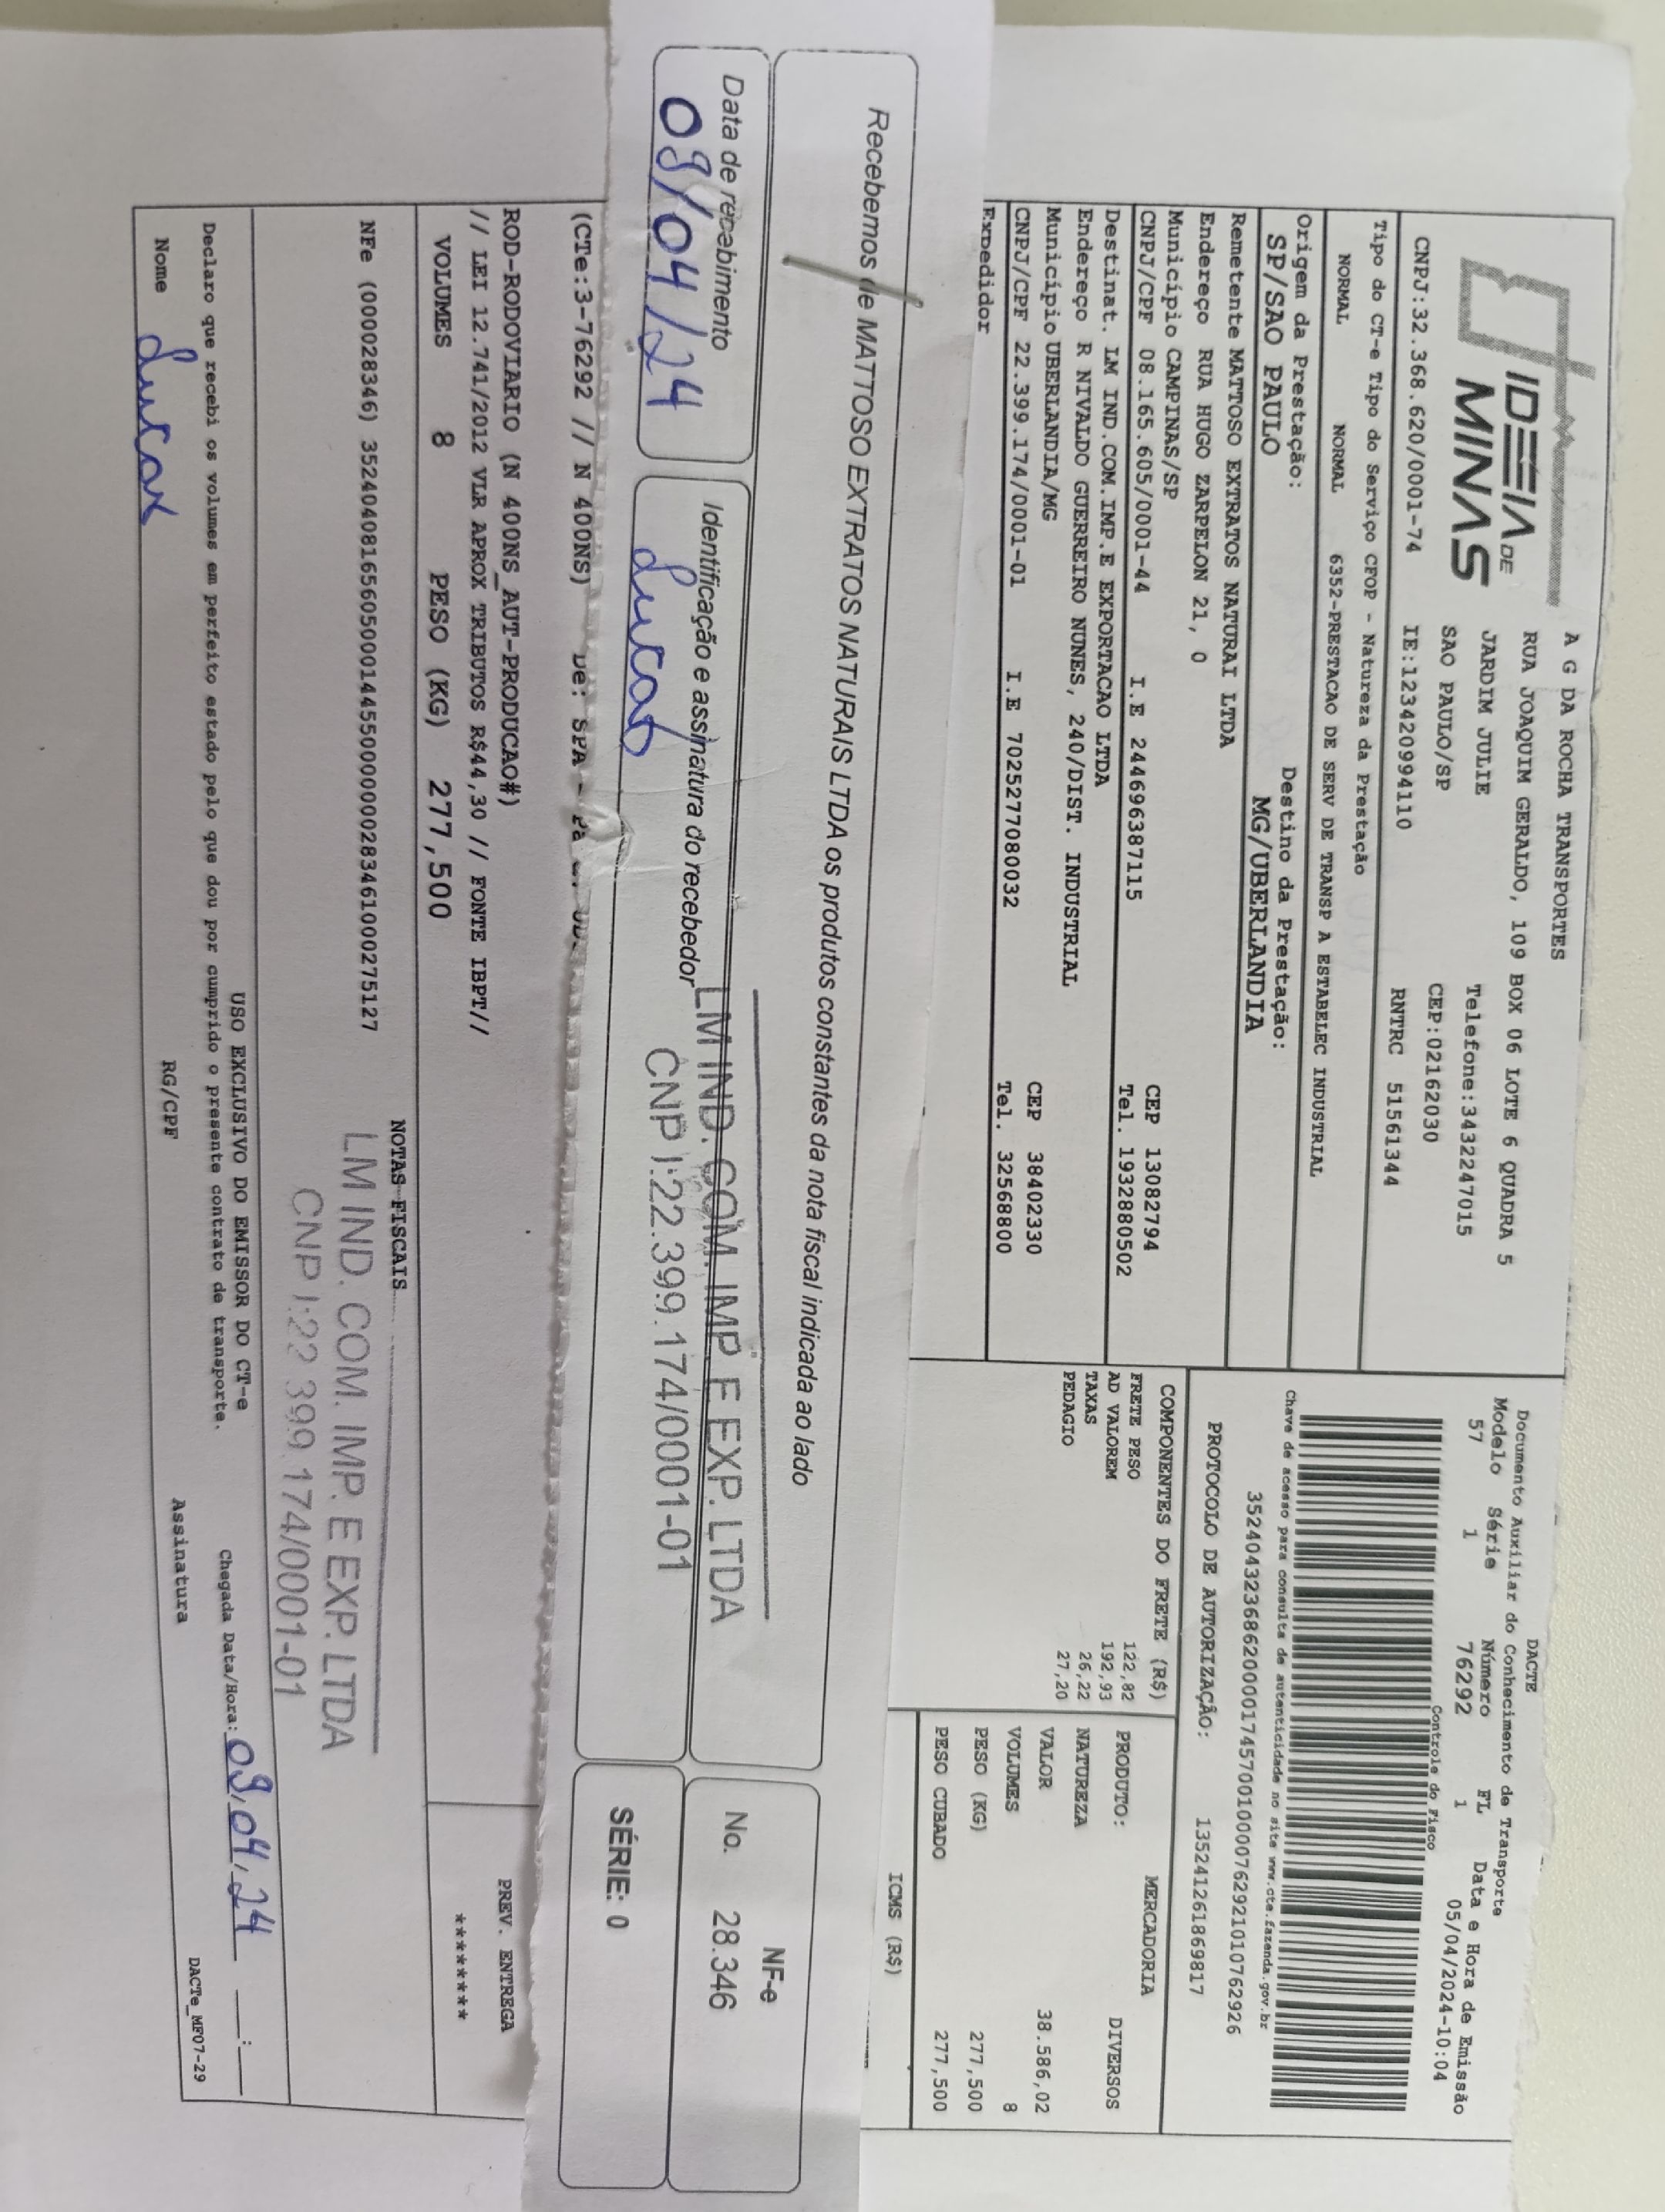 IDEIA DE
MINAS
A G DA ROCHA TRANSPORTES
RUA JOAQUIM GERALDO, 109 BOX 06 LOTE 6 QUADRA 5
JARDIM JULIE Telefone:3432247015
SAO PAULO/SP CEP:02162030
CNPJ:32.368.620/0001-74 IE:123420994110 RNTRC 51561344
Tipo do CT-e Tipo do Serviço CFOP - Natureza da Prestação
NORMAL NORMAL 6352-PRESTACAO DE SERV DE TRANSP A ESTABELEC INDUSTRIAL
Origem da Prestação: Destino da Prestação:
SP/SAO PAULO MG/UBERLANDIA
Remetente MATTOSO EXTRATOS NATURAI LTDA
Endereço RUA HUGO ZARPELON 21, 0
Município CAMPINAS/SP CEP 13082794
CNPJ/CPF 08.165.605/0001-44 I.E 244696387115 Tel. 1932880502
Destinat. LM IND.COM.IMP.E EXPORTACAO LTDA
Endereço R NIVALDO GUERREIRO NUNES, 240/DIST. INDUSTRIAL
Município UBERLANDIA/MG CEP 38402330
CNPJ/CPF 22.399.174/0001-01 I.E 7025277080032 Tel. 32568800
Expedidor
DACTE
Documento Auxiliar do Conhecimento de Transporte
Modelo Série Número FL Data e Hora de Emissão
57 1 76292 1 05/04/2024-10:04
Controle do Fisco
Chave de acesso para consulta de autenticidade no site www.cte.fazenda.gov.br
35240432368620000174570010000762921010762926
PROTOCOLO DE AUTORIZAÇÃO: 135241261869817
COMPONENTES DO FRETE (R$)
FRETE PESO 122,82
AD VALOREM 192,93
TAXAS 26,22
PEDAGIO 27,20
MERCADORIA
PRODUTO: DIVERSOS
NATUREZA
VALOR 38.586,02
VOLUMES 8
PESO (KG) 277,500
PESO CUBADO 277,500
ICMS (R$)
Recebemos de MATTOSO EXTRATOS NATURAIS LTDA os produtos constantes da nota fiscal indicada ao lado
Data de recebimento
09/04/24
Identificação e assinatura do recebedor
Lucas
LM IND. COM. IMP E EXP. LTDA
CNPJ:22.399.174/0001-01
NF-e
No. 28.346
SÉRIE: 0
(CTe:3-76292 // N 400NS) De: SPA -
ROD-RODOVIARIO (N 400NS_AUT-PRODUCAO#)
// LEI 12.741/2012 VLR APROX TRIBUTOS R$44,30 // FONTE IBPT//
VOLUMES 8 PESO (KG) 277,500
PREV. ENTREGA
********
NOTAS FISCAIS
NFe (000028346) 35240408165605000144550000000283461000275127
LM IND. COM. IMP. E EXP. LTDA
CNPJ:22 399.174/0001-01
USO EXCLUSIVO DO EMISSOR DO CT-e
Declaro que recebi os volumes em perfeito estado pelo que dou por cumprido o presente contrato de transporte. Chegada Data/Hora: 09/04/24 __:__
Nome Lucas RG/CPF Assinatura
DACTe_MF07-29